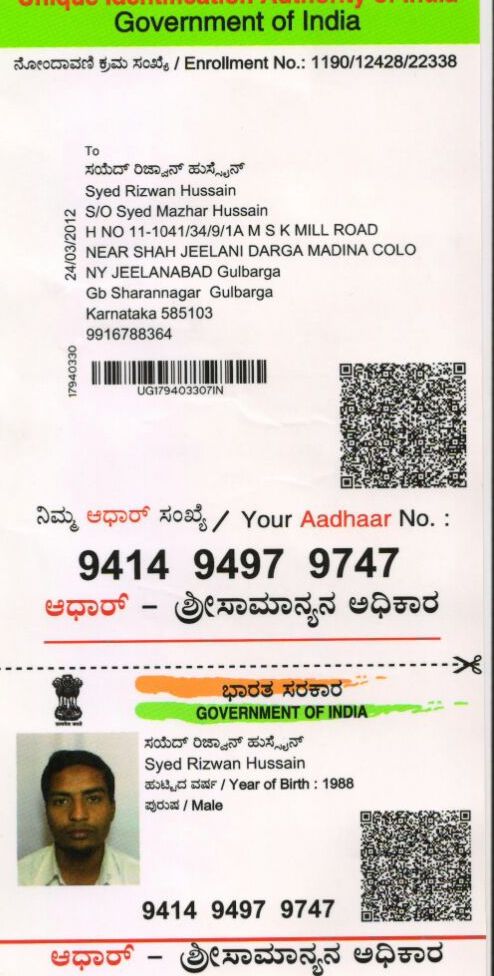 Unique Identification Authority of India
Government of India
ನೋಂದಾವಣಿ ಕ್ರಮ ಸಂಖ್ಯೆ / Enrollment No.: 1190/12428/22338
To
ಸಯೆದ್ ರಿಜ್ವಾನ್ ಹುಸ್ಸೈನ್
Syed Rizwan Hussain
S/O Syed Mazhar Hussain
H NO 11-1041/34/9/1A M S K MILL ROAD
NEAR SHAH JEELANI DARGA MADINA COLO
NY JEELANABAD Gulbarga
Gb Sharannagar Gulbarga
Karnataka 585103
9916788364
24/03/2012
17940330
UG179403307IN
ನಿಮ್ಮ ಆಧಾರ್ ಸಂಖ್ಯೆ / Your Aadhaar No. :
9414 9497 9747
ಆಧಾರ್ – ಶ್ರೀಸಾಮಾನ್ಯನ ಅಧಿಕಾರ
ಭಾರತ ಸರಕಾರ
GOVERNMENT OF INDIA
ಸಯೆದ್ ರಿಜ್ವಾನ್ ಹುಸ್ಸೈನ್
Syed Rizwan Hussain
ಹುಟ್ಟಿದ ವರ್ಷ / Year of Birth : 1988
ಪುರುಷ / Male
9414 9497 9747
ಆಧಾರ್ – ಶ್ರೀಸಾಮಾನ್ಯನ ಅಧಿಕಾರ